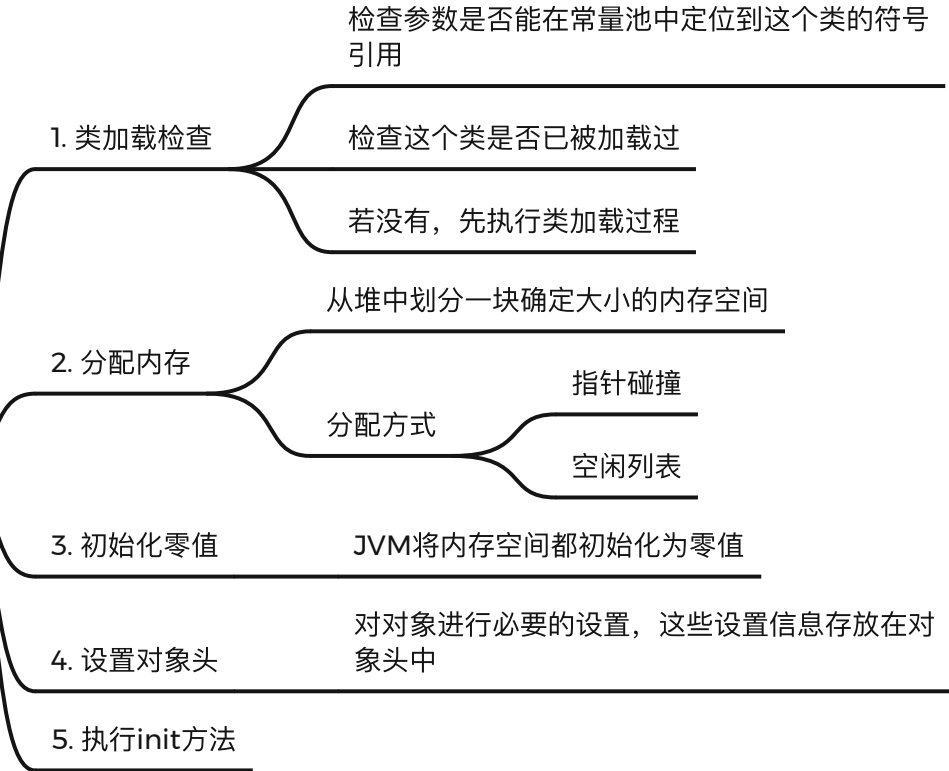 1. 类加载检查
检查参数是否能在常量池中定位到这个类的符号
引用
检查这个类是否已被加载过
若没有，先执行类加载过程
2. 分配内存
从堆中划分一块确定大小的内存空间
分配方式
指针碰撞
空闲列表
3. 初始化零值
JVM将内存空间都初始化为零值
4. 设置对象头
对对象进行必要的设置，这些设置信息存放在对
象头中
5. 执行init方法